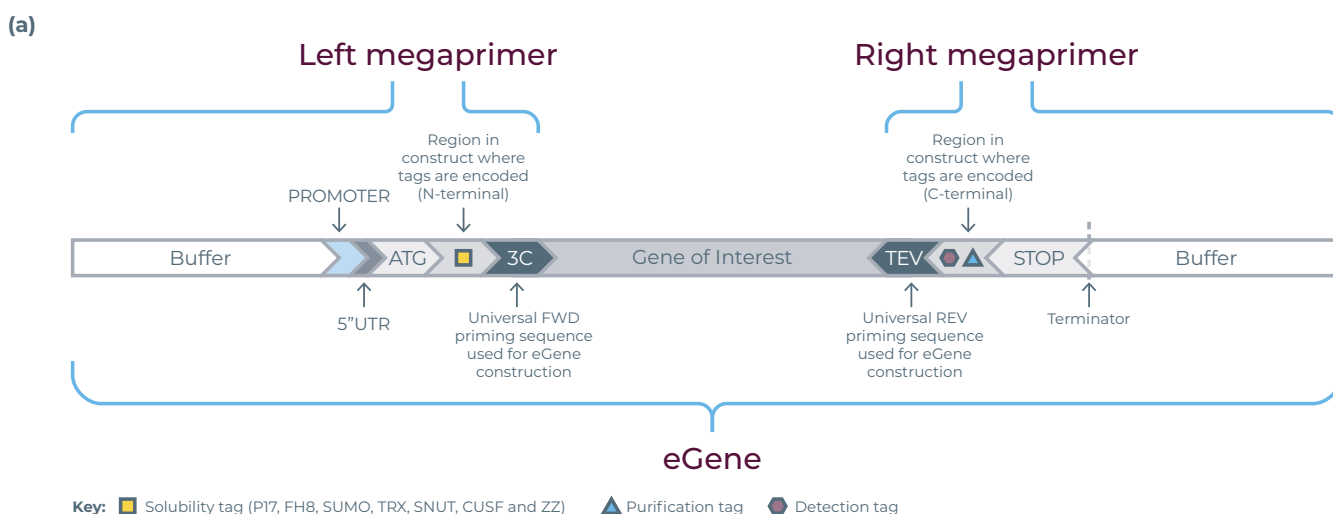 (a)
Left megaprimer
Right megaprimer
Region in
construct where
tags are encoded
(N-terminal)
Region in
construct where
tags are encoded
(C-terminal)
PROMOTER
Buffer
ATG
3C
Gene of Interest
TEV
STOP
Buffer
5”UTR
Universal FWD
priming sequence
used for eGene
construction
Universal REV
priming sequence
used for eGene
construction
Terminator
eGene
Key: Solubility tag (P17, FH8, SUMO, TRX, SNUT, CUSF and ZZ) Purification tag Detection tag